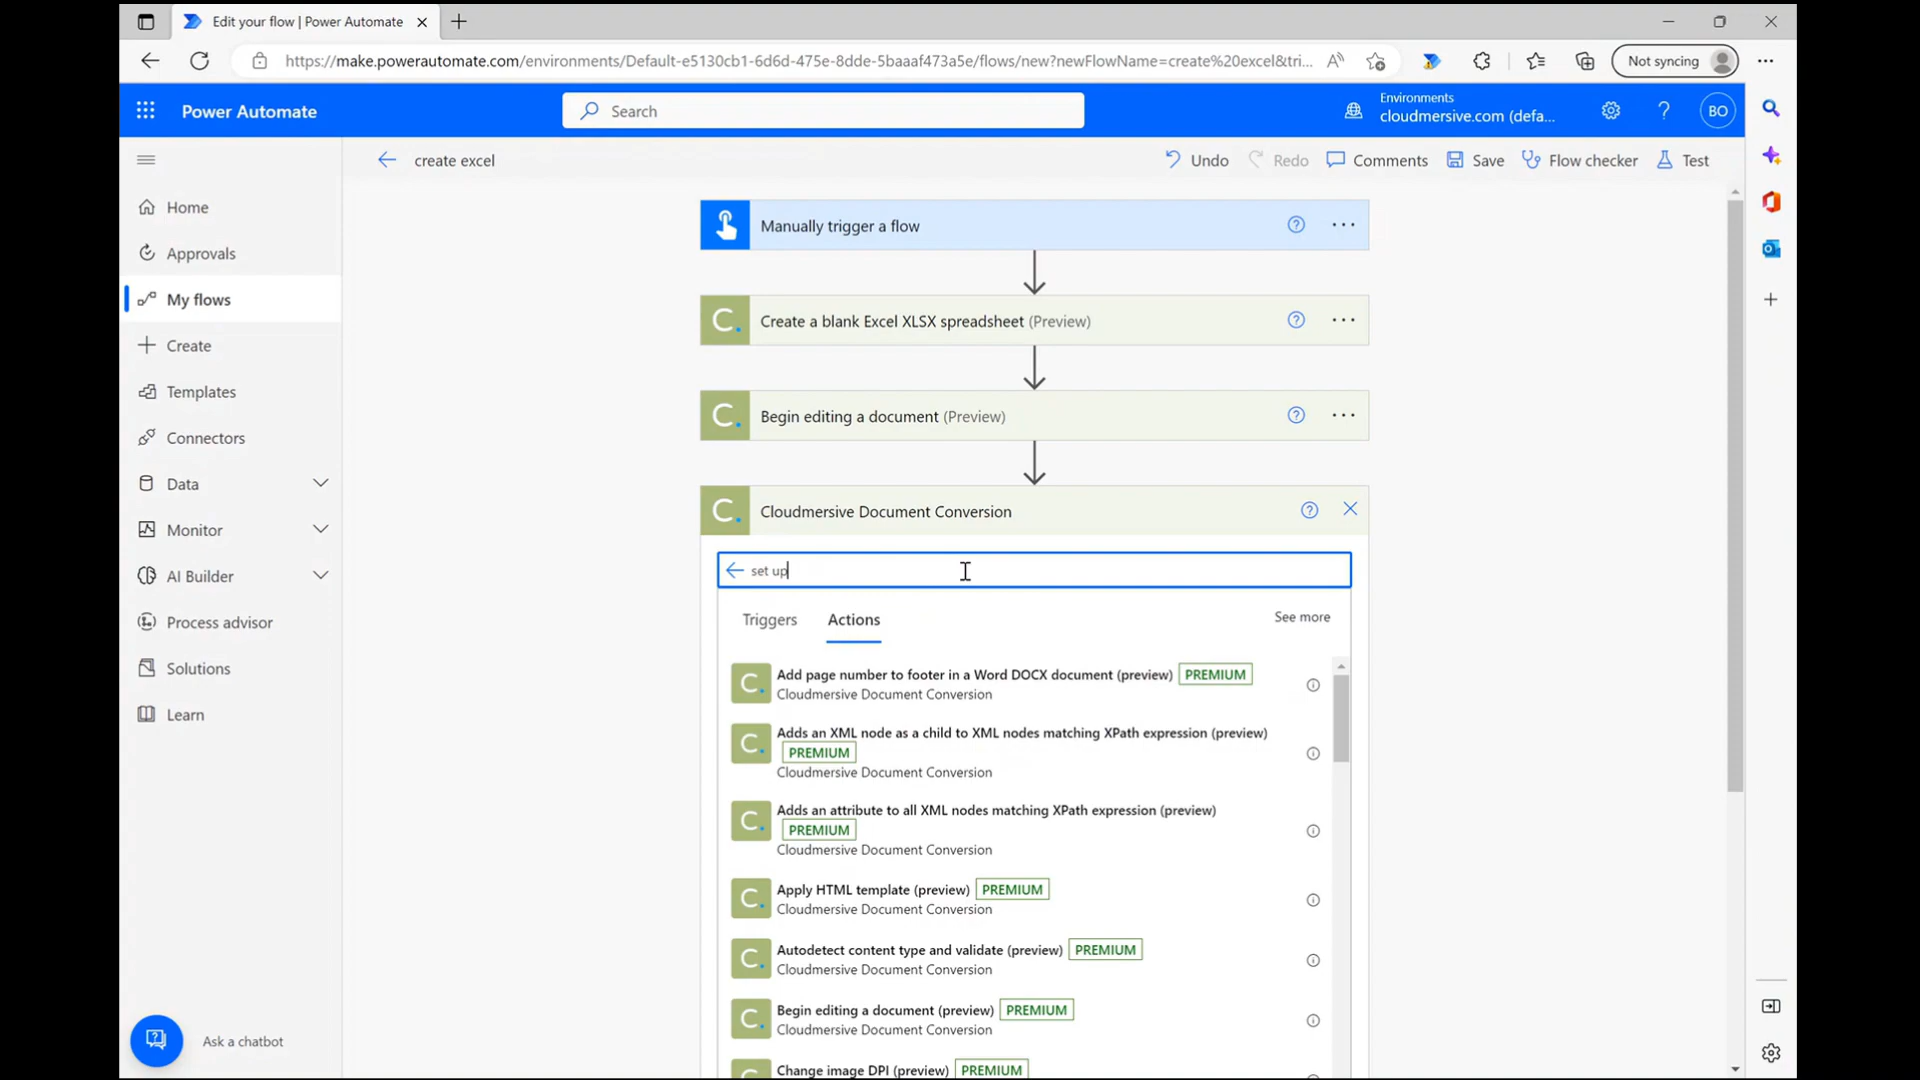 Edit your flow | Power Automate
https://make.powerautomate.com/environments/Default-e5130cb1-6d6d-475e-8dde-5baaaf473a5e/flows/new?newFlowName=create%20excel&tri...
Not syncing
Power Automate
Search
Environments
cloudmersive.com (defa...
BO
create excel
Undo
Redo
Comments
Save
Flow checker
Test
Home
Approvals
My flows
Create
Templates
Connectors
Data
Monitor
AI Builder
Process advisor
Solutions
Learn
Ask a chatbot
Manually trigger a flow
Create a blank Excel XLSX spreadsheet (Preview)
Begin editing a document (Preview)
Cloudmersive Document Conversion
set up
Triggers
Actions
See more
Add page number to footer in a Word DOCX document (preview) PREMIUM
Cloudmersive Document Conversion
Adds an XML node as a child to XML nodes matching XPath expression (preview)
PREMIUM
Cloudmersive Document Conversion
Adds an attribute to all XML nodes matching XPath expression (preview)
PREMIUM
Cloudmersive Document Conversion
Apply HTML template (preview) PREMIUM
Cloudmersive Document Conversion
Autodetect content type and validate (preview) PREMIUM
Cloudmersive Document Conversion
Begin editing a document (preview) PREMIUM
Cloudmersive Document Conversion
Change image DPI (preview) PREMIUM